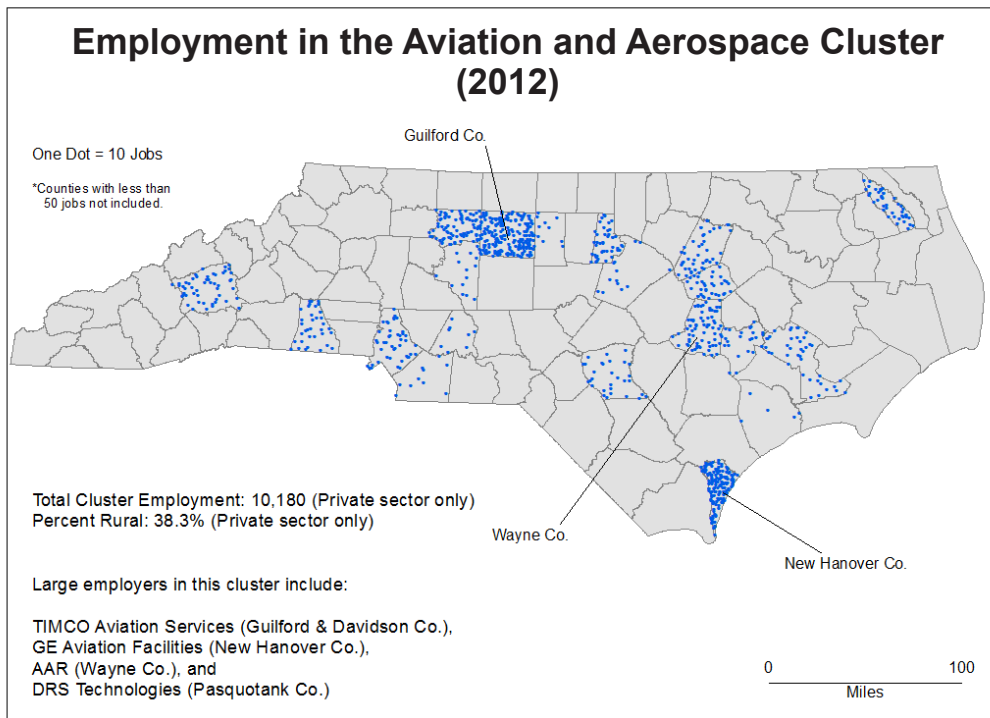 Employment in the Aviation and Aerospace Cluster
(2012)
Guilford Co.
One Dot = 10 Jobs
*Counties with less than
50 jobs not included.
Total Cluster Employment: 10,180 (Private sector only)
Percent Rural: 38.3% (Private sector only)
Wayne Co.
New Hanover Co.
Large employers in this cluster include:
TIMCO Aviation Services (Guilford & Davidson Co.),
GE Aviation Facilities (New Hanover Co.),
AAR (Wayne Co.), and
DRS Technologies (Pasquotank Co.)
0 100
Miles